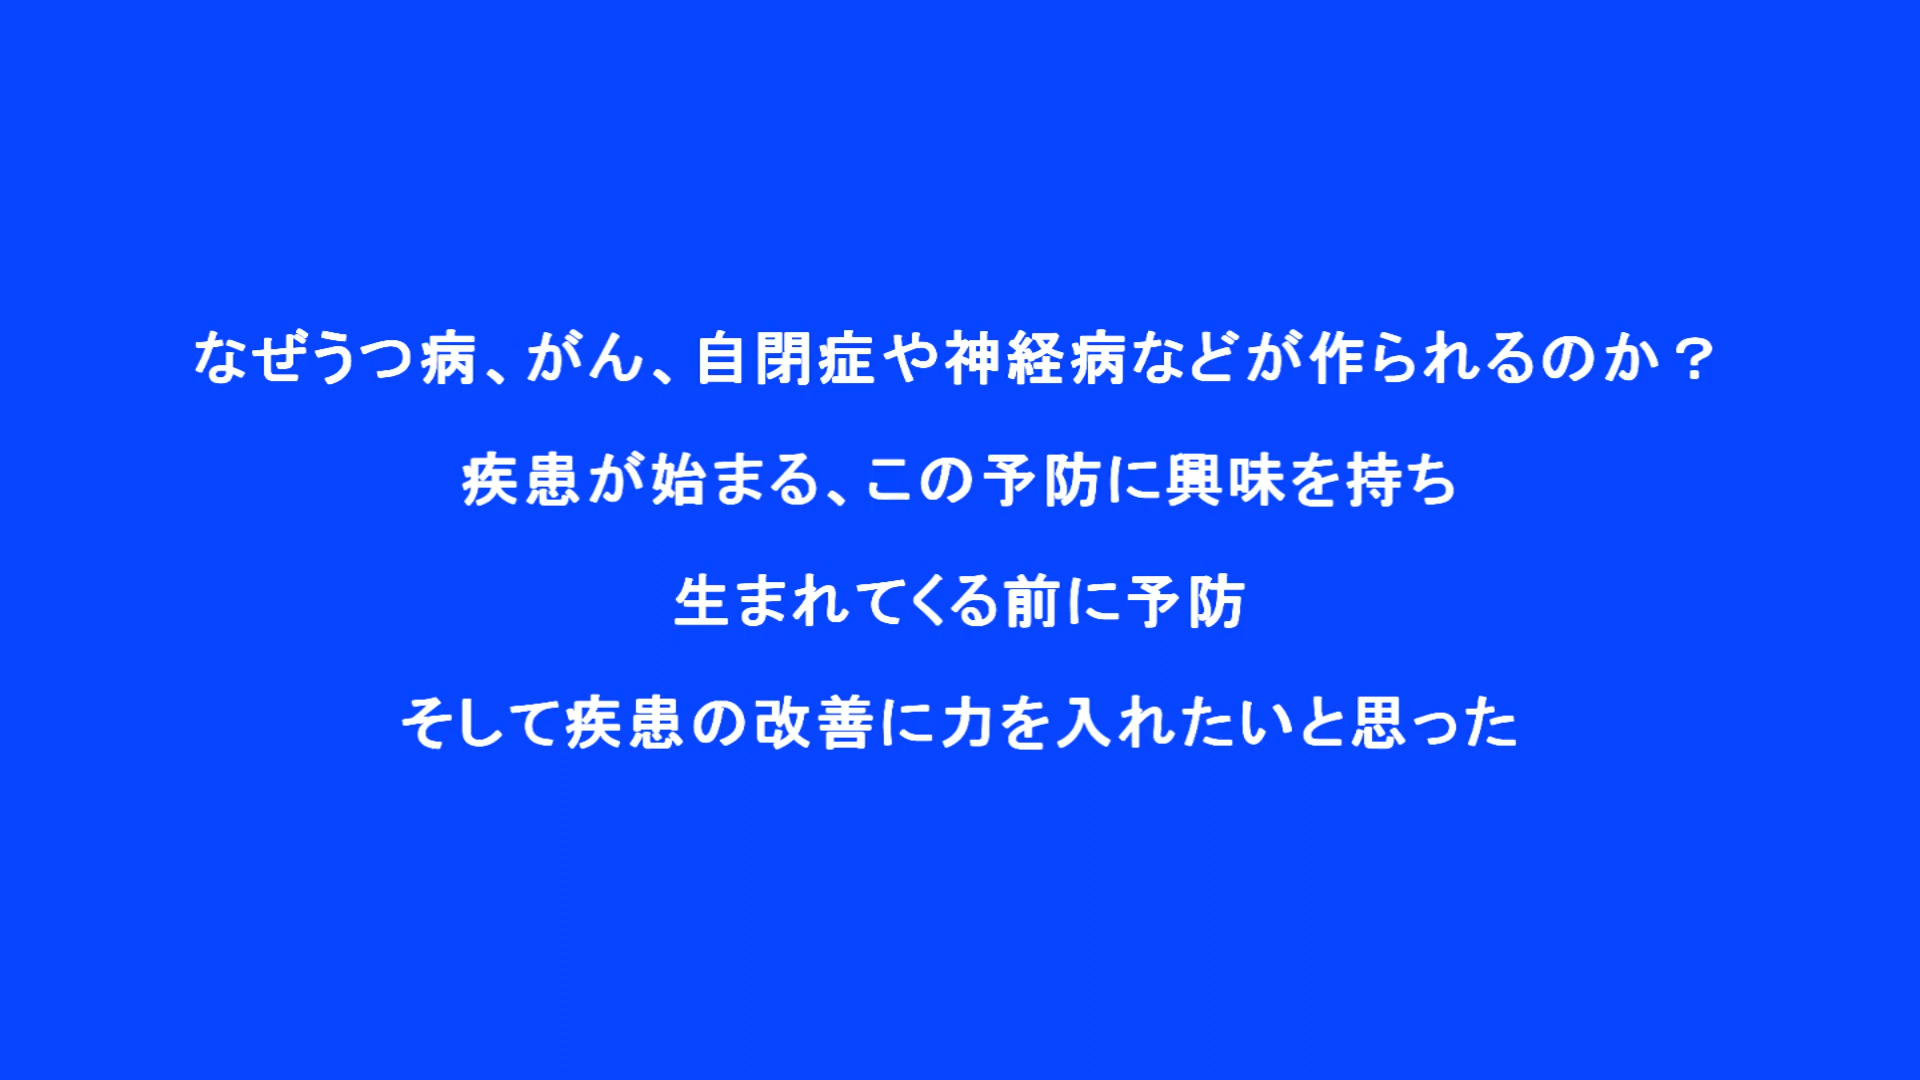 なぜうつ病、がん、自閉症や神経病などが作られるのか？
疾患が始まる、この予防に興味を持ち
生まれてくる前に予防
そして疾患の改善に力を入れたいと思った